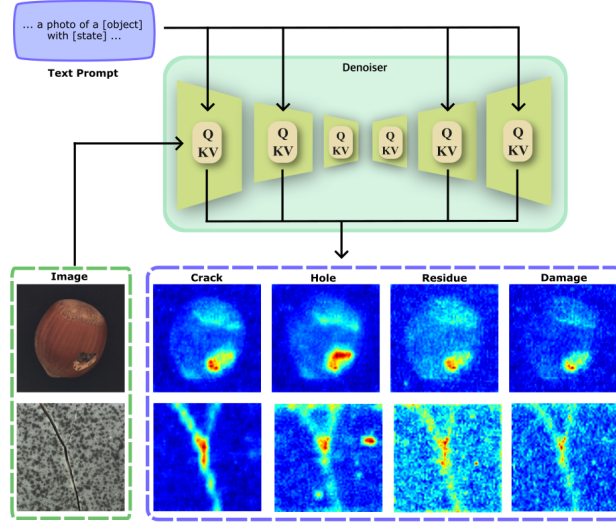 ... a photo of a [object]
with [state] ...
Text Prompt
Denoiser
Q
KV
Q
KV
Q
KV
Q
KV
Q
KV
Q
KV
Image
Crack
Hole
Residue
Damage